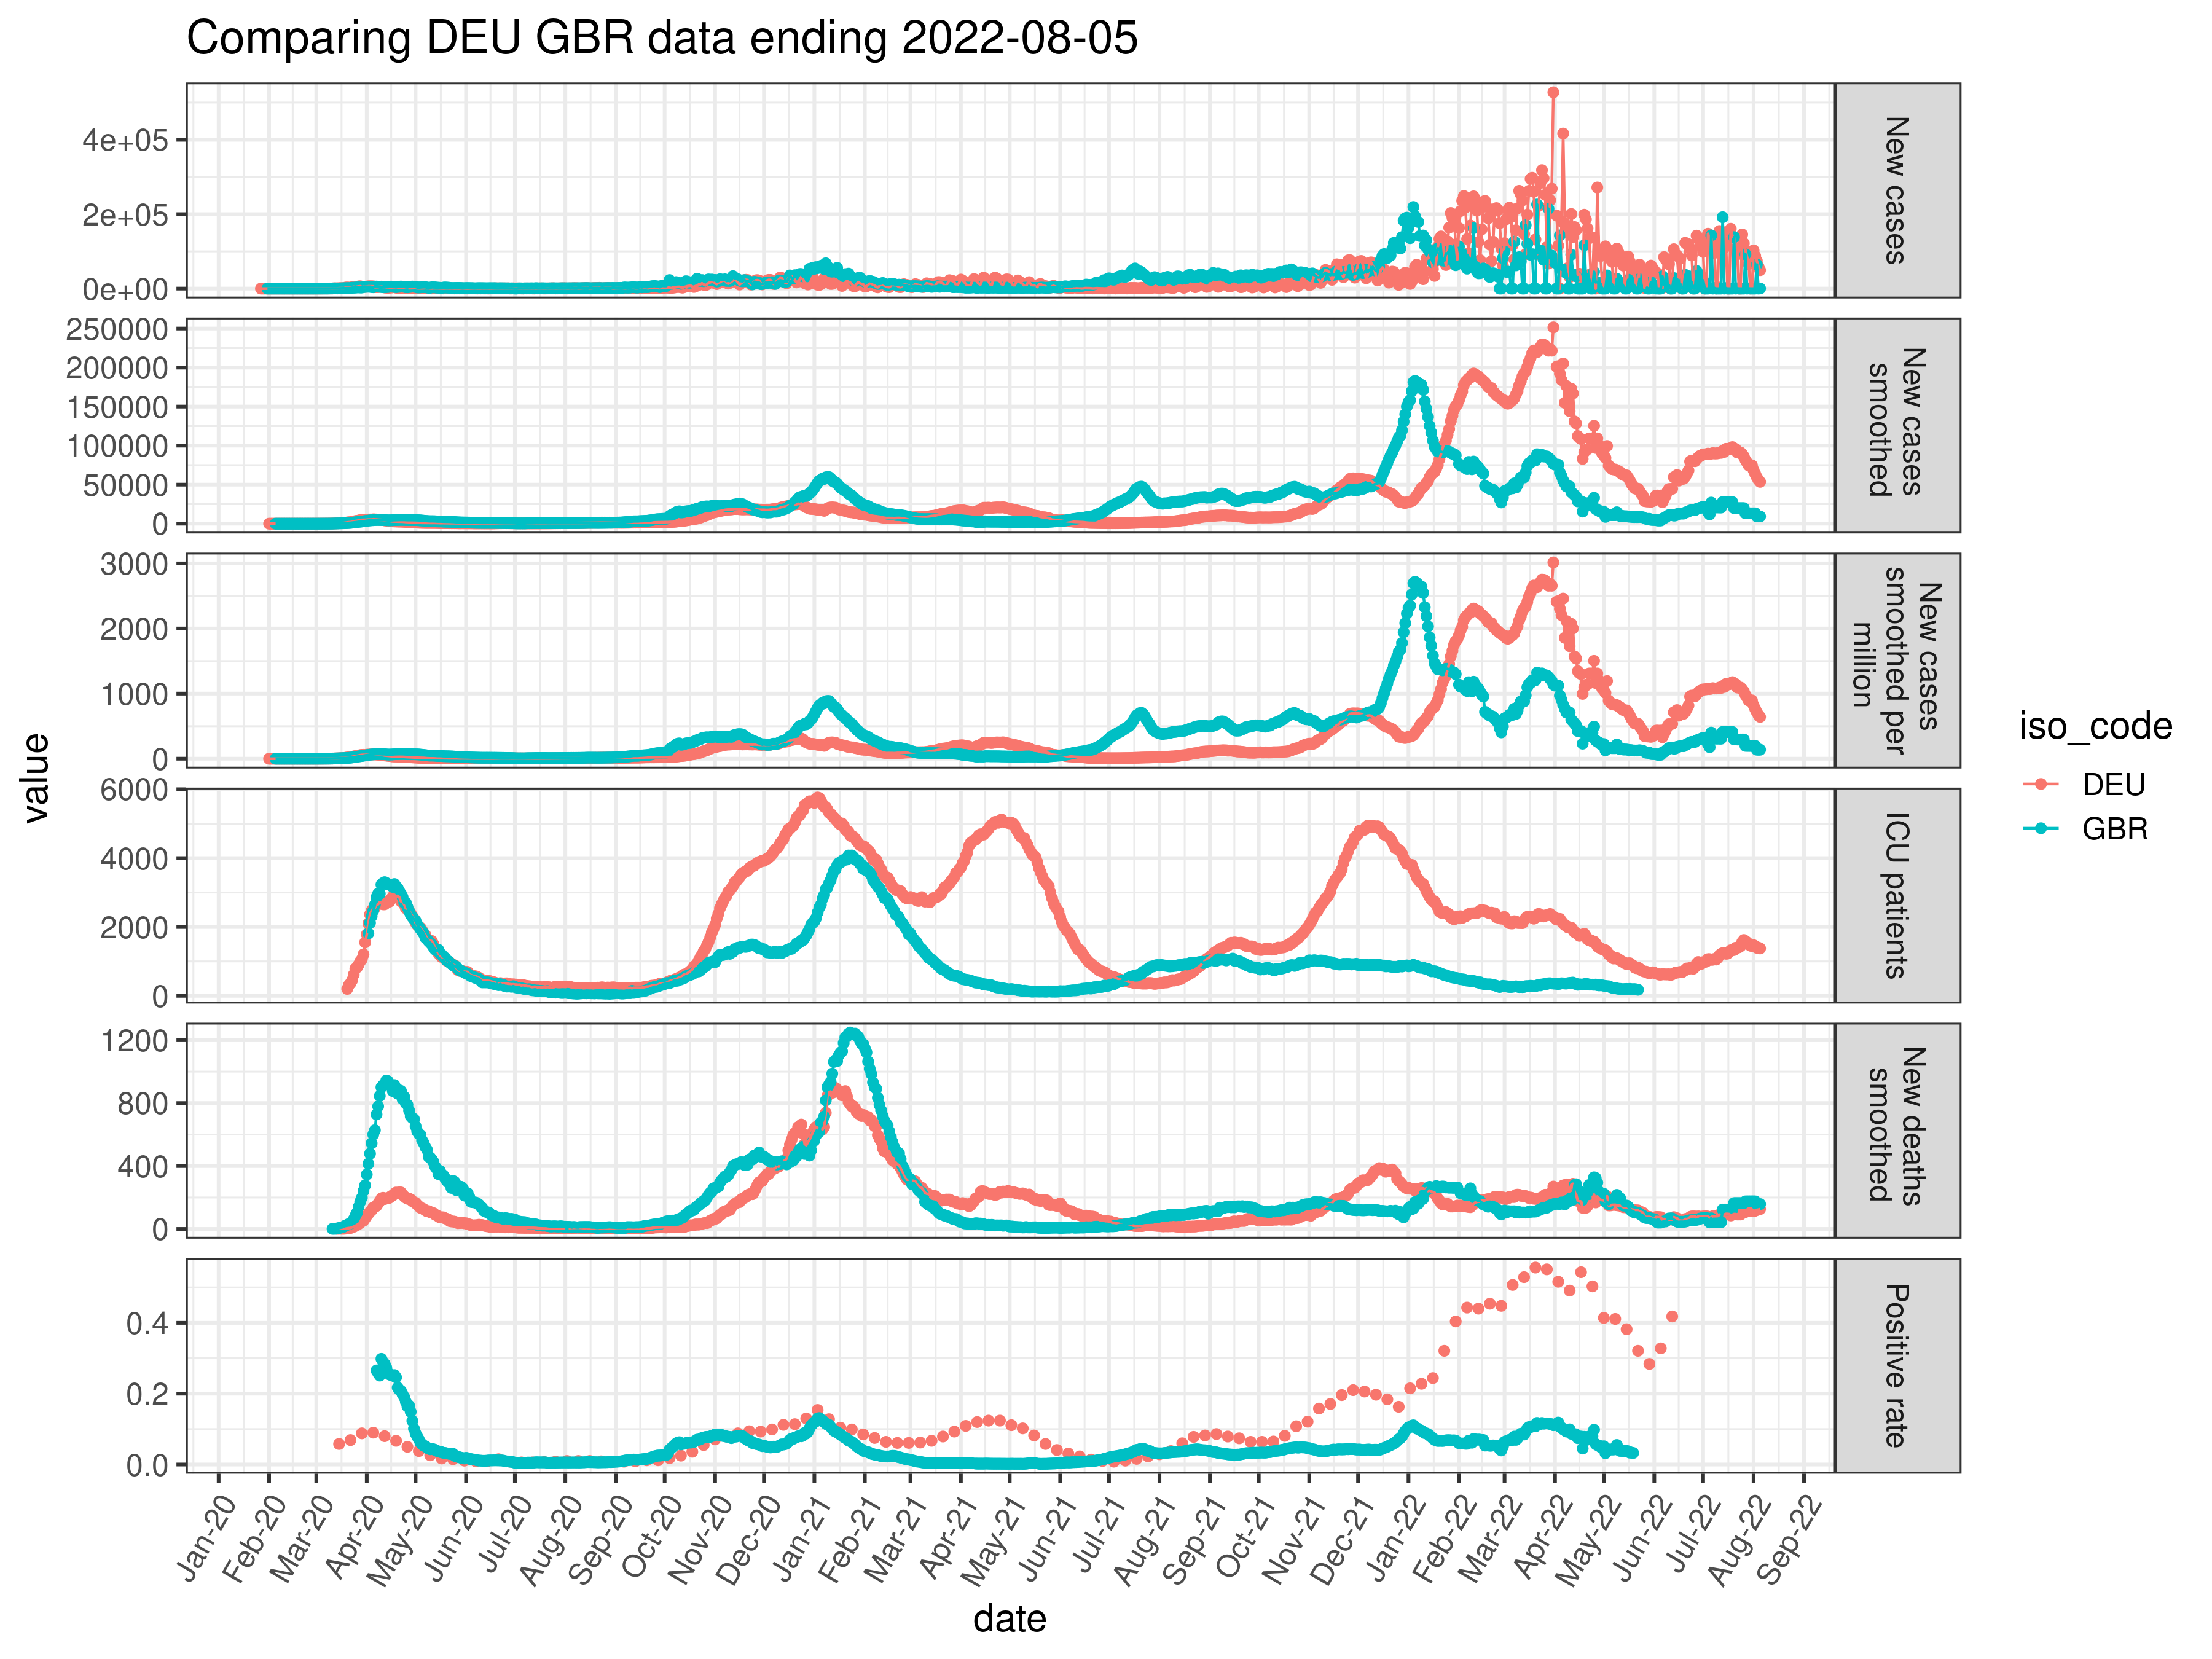 Comparing DEU GBR data ending 2022-08-05
value
4e+05
2e+05
0e+00
New cases
250000
200000
150000
100000
50000
0
New cases
smoothed
3000
2000
1000
0
New cases
smoothed per
million
6000
4000
2000
0
ICU patients
1200
800
400
0
New deaths
smoothed
0.4
0.2
0.0
Positive rate
Jan-20
Feb-20
Mar-20
Apr-20
May-20
Jun-20
Jul-20
Aug-20
Sep-20
Oct-20
Nov-20
Dec-20
Jan-21
Feb-21
Mar-21
Apr-21
May-21
Jun-21
Jul-21
Aug-21
Sep-21
Oct-21
Nov-21
Dec-21
Jan-22
Feb-22
Mar-22
Apr-22
May-22
Jun-22
Jul-22
Aug-22
Sep-22
date
iso_code
DEU
GBR